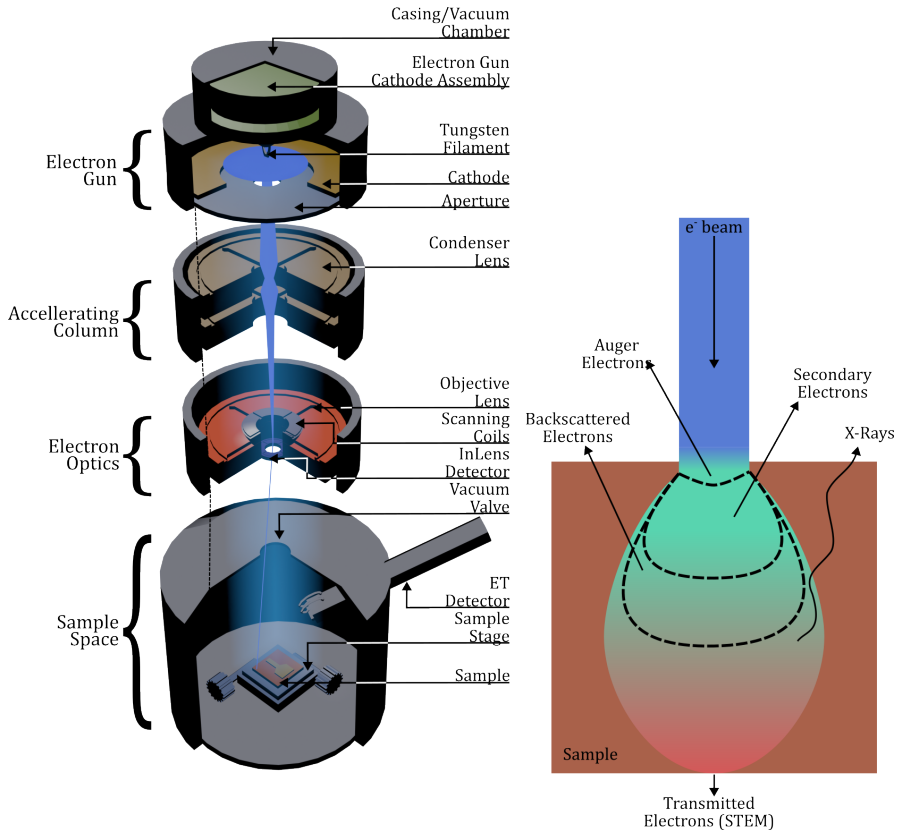 Casing/Vacuum
Chamber
Electron Gun
Cathode Assembly
Tungsten
Filament
Cathode
Aperture
Electron
Gun
Condenser
Lens
Accellerating
Column
Objective
Lens
Scanning
Coils
InLens
Detector
Electron
Optics
Vacuum
Valve
ET
Detector
Sample
Stage
Sample
Sample
Space
e- beam
Auger
Electrons
Secondary
Electrons
Backscattered
Electrons
X-Rays
Sample
Transmitted
Electrons (STEM)